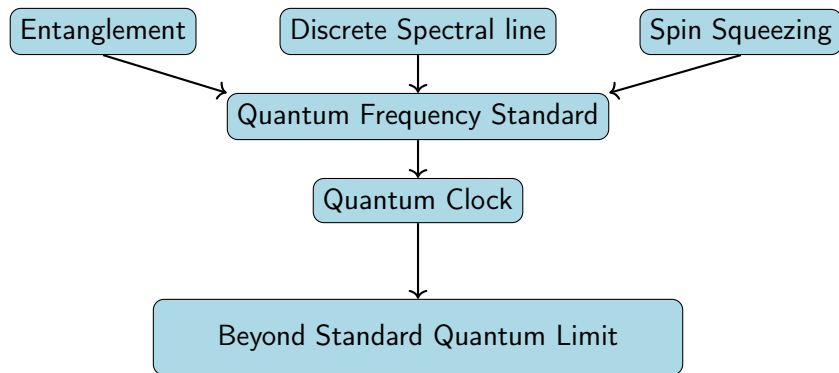 Entanglement
Discrete Spectral line
Spin Squeezing
Quantum Frequency Standard
Quantum Clock
Beyond Standard Quantum Limit